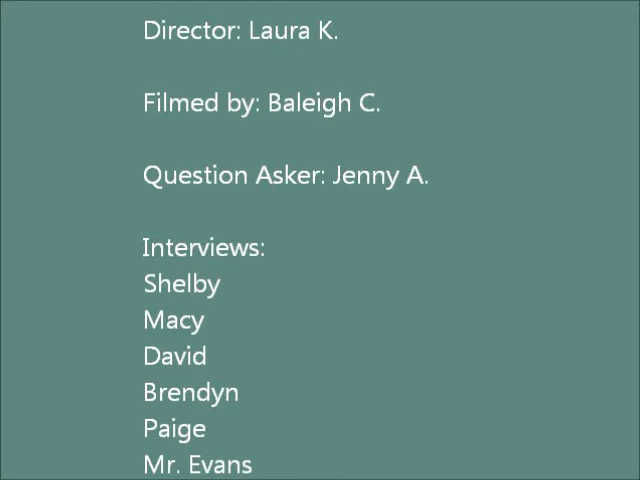 Director: Laura K.
Filmed by: Baleigh C.
Question Asker: Jenny A.
Interviews:
Shelby
Macy
David
Brendyn
Paige
Mr. Evans